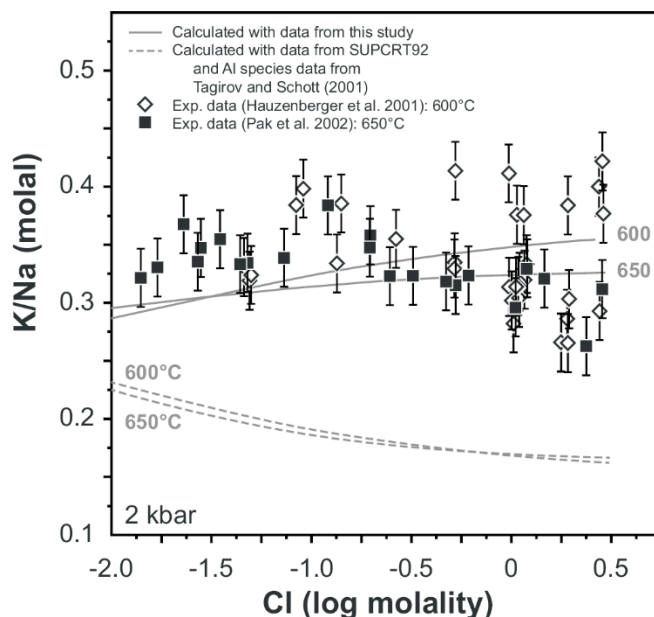 Calculated with data from this study
Calculated with data from SUPCRT92
and Al species data from
Tagirov and Schott (2001)
Exp. data (Hauzenberger et al. 2001): 600°C
Exp. data (Pak et al. 2002): 650°C
0.5
0.4
0.3
0.2
0.1
K/Na (molal)
600
650
600°C
650°C
2 kbar
-2.0
-1.5
-1.0
-0.5
0
0.5
Cl (log molality)